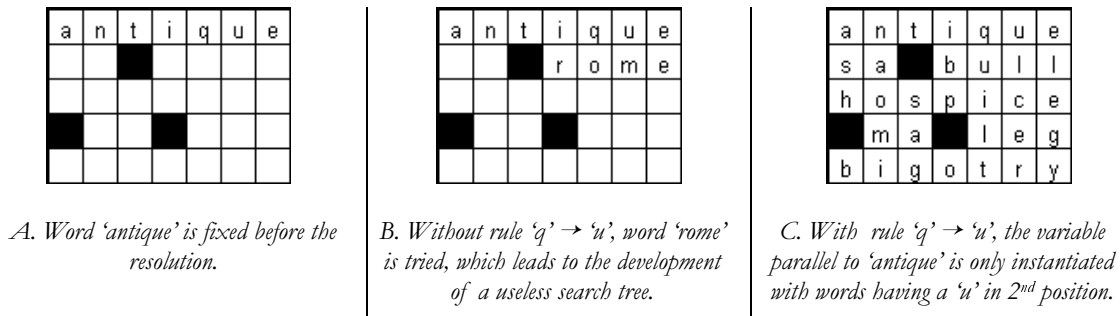 a n t i q u e
A. Word ‘antique’ is fixed before the
resolution.
a n t i q u e
r o m e
B. Without rule ‘q’ → ‘u’, word ‘rome’
is tried, which leads to the development
of a useless search tree.
a n t i q u e
s a b u l l
h o s p i c e
m a l e g
b i g o t r y
C. With rule ‘q’ → ‘u’, the variable
parallel to ‘antique’ is only instantiated
with words having a ‘u’ in 2nd position.